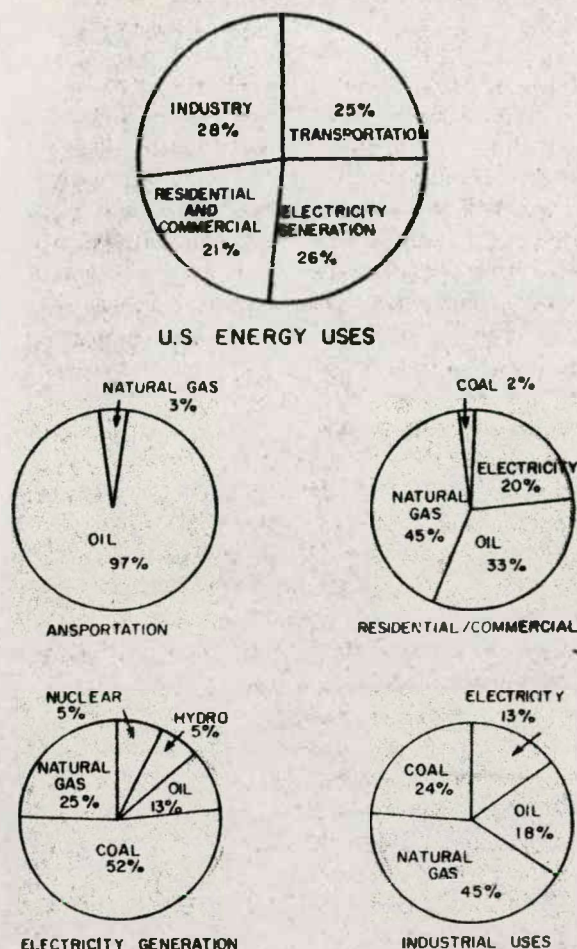 INDUSTRY
28%
25%
TRANSPORTATION
RESIDENTIAL
AND
COMMERCIAL
21%
ELECTRICITY
GENERATION
26%
U.S. ENERGY USES
NATURAL GAS
3%
OIL
97%
ANSPORTATION
COAL 2%
ELECTRICITY
20%
NATURAL
GAS
45%
OIL
33%
RESIDENTIAL/COMMERCIAL
NUCLEAR
5%
HYDRO
5%
NATURAL
GAS
25%
OIL
13%
COAL
52%
ELECTRICITY GENERATION
ELECTRICITY
13%
COAL
24%
OIL
18%
NATURAL
GAS
45%
INDUSTRIAL USES